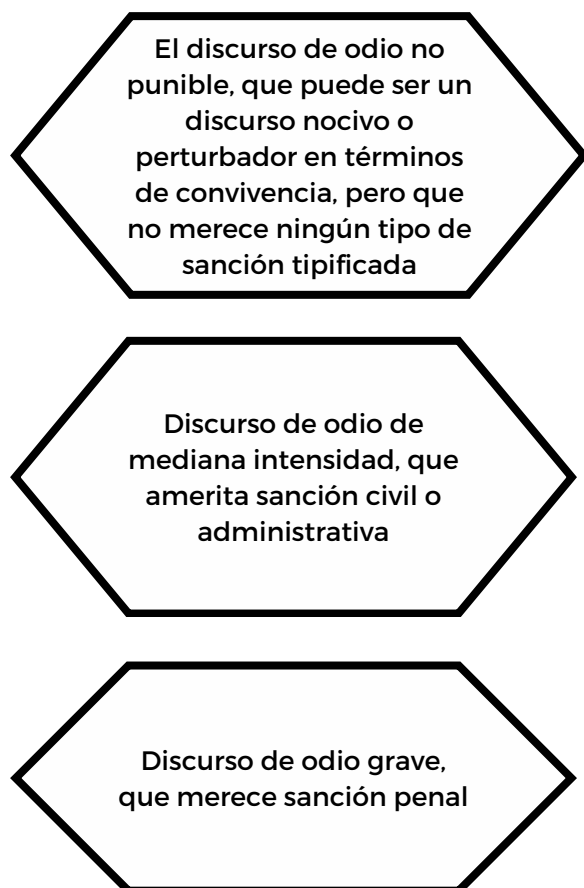 El discurso de odio no
punible, que puede ser un
discurso nocivo o
perturbador en términos
de convivencia, pero que
no merece ningún tipo de
sanción tipificada
Discurso de odio de
mediana intensidad, que
amerita sanción civil o
administrativa
Discurso de odio grave,
que merece sanción penal